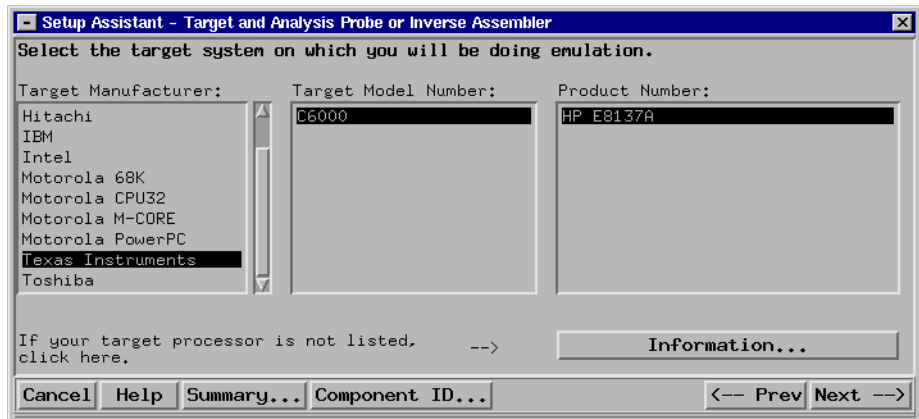 Setup Assistant - Target and Analysis Probe or Inverse Assembler
Select the target system on which you will be doing emulation.
Target Manufacturer:
Hitachi
IBM
Intel
Motorola 68K
Motorola CPU32
Motorola M-CORE
Motorola PowerPC
Texas Instruments
Toshiba
Target Model Number:
C6000
Product Number:
HP E8137A
If your target processor is not listed,
click here.
-->
Information...
Cancel Help Summary... Component ID... <-- Prev Next -->